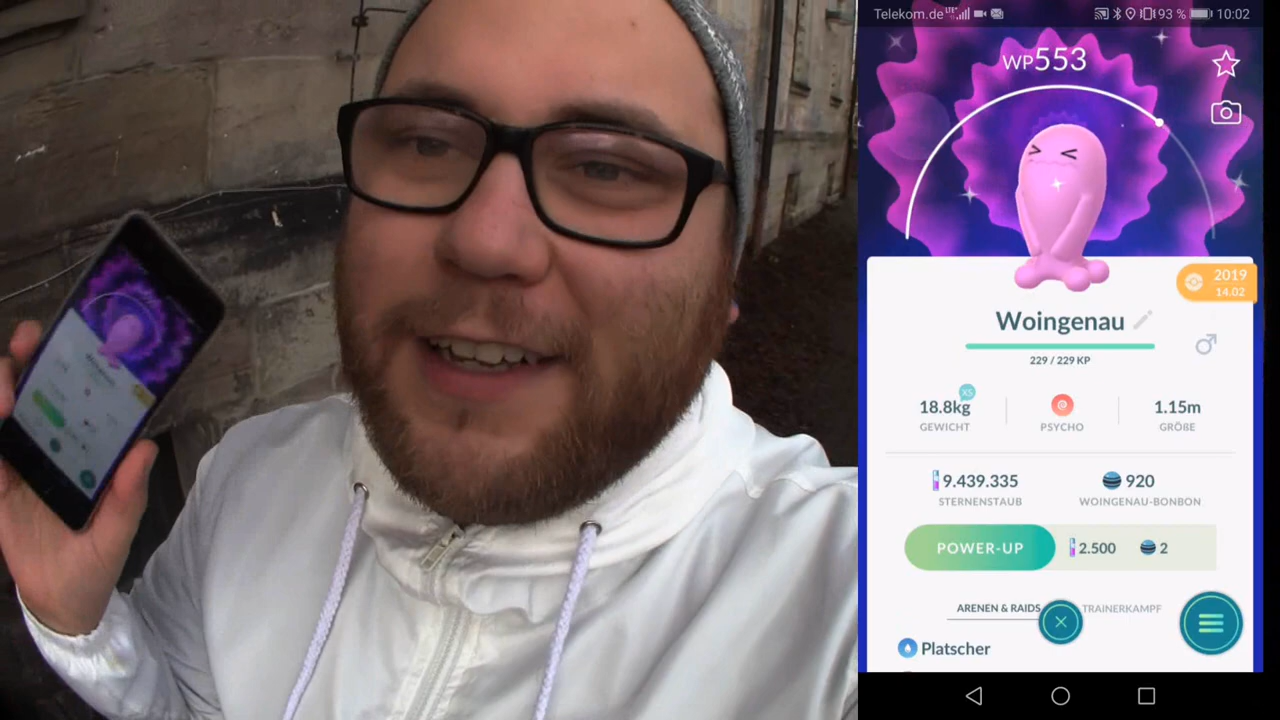 Telekom.de 93 % 10:02
WP553
2019
14.02
Woingenau
229 / 229 KP
XS
18.8kg 1.15m
GEWICHT PSYCHO GRÖßE
9.439.335 920
STERNENSTAUB WOINGENAU-BONBON
POWER-UP 2.500 2
ARENEN & RAIDS TRAINERKAMPF
Platscher